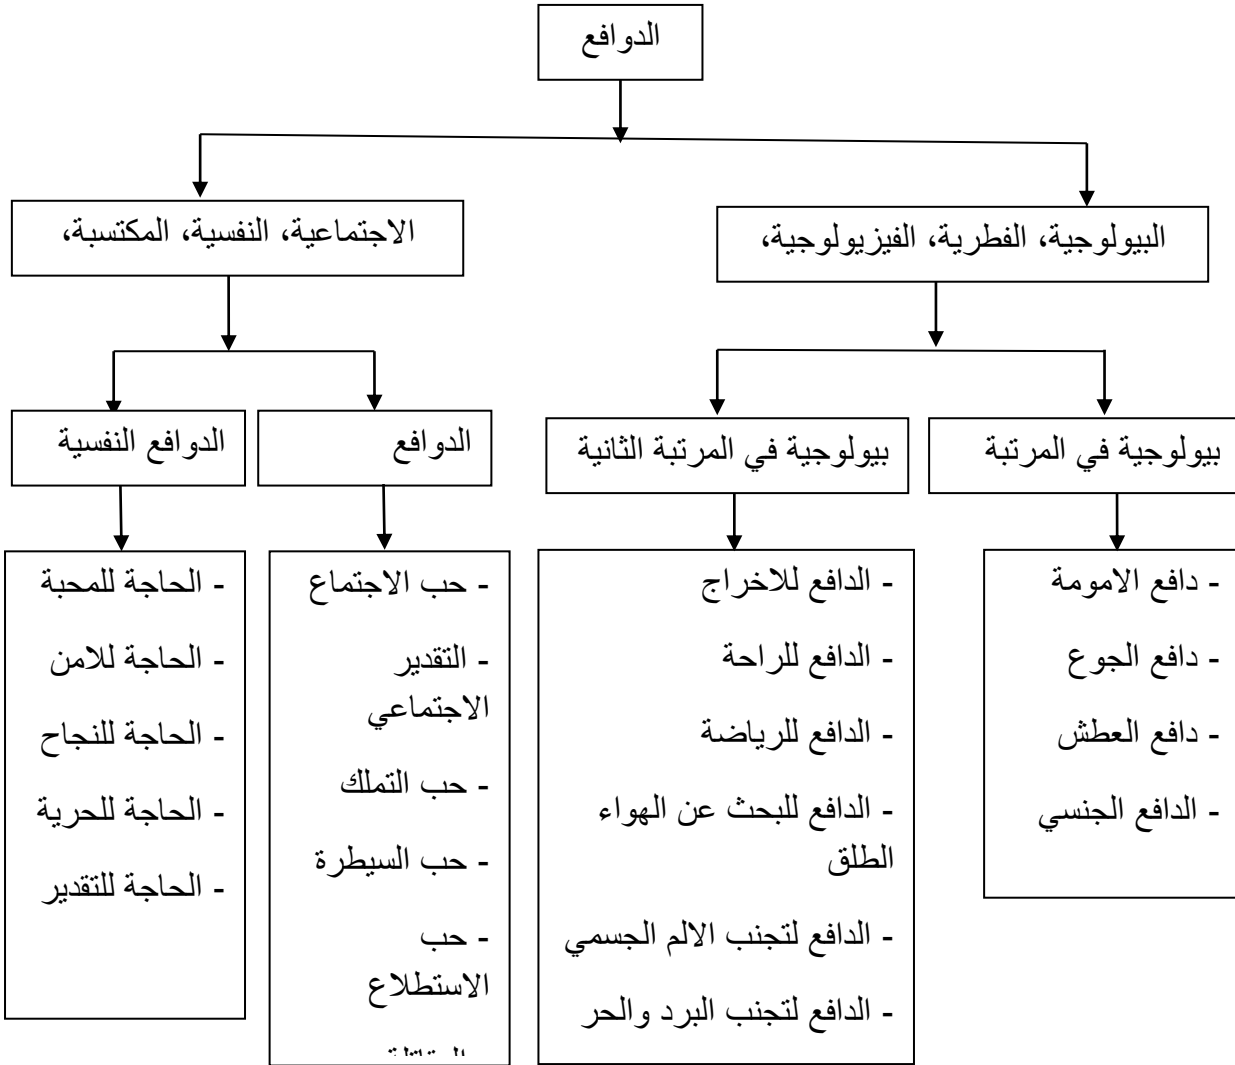 الدوافع
البيولوجية، الفطرية، الفيزيولوجية،
الاجتماعية، النفسية، المكتسبة،
بيولوجية في المرتبة
بيولوجية في المرتبة الثانية
الدوافع
الدوافع النفسية
- دافع الامومة
- دافع الجوع
- دافع العطش
- الدافع الجنسي
- الدافع للاخراج
- الدافع للراحة
- الدافع للرياضة
- الدافع للبحث عن الهواء
الطلق
- الدافع لتجنب الالم الجسمي
- الدافع لتجنب البرد والحر
- حب الاجتماع
- التقدير
الاجتماعي
- حب التملك
- حب السيطرة
- حب
الاستطلاع
- الحاجة للمحبة
- الحاجة للامن
- الحاجة للنجاح
- الحاجة للحرية
- الحاجة للتقدير